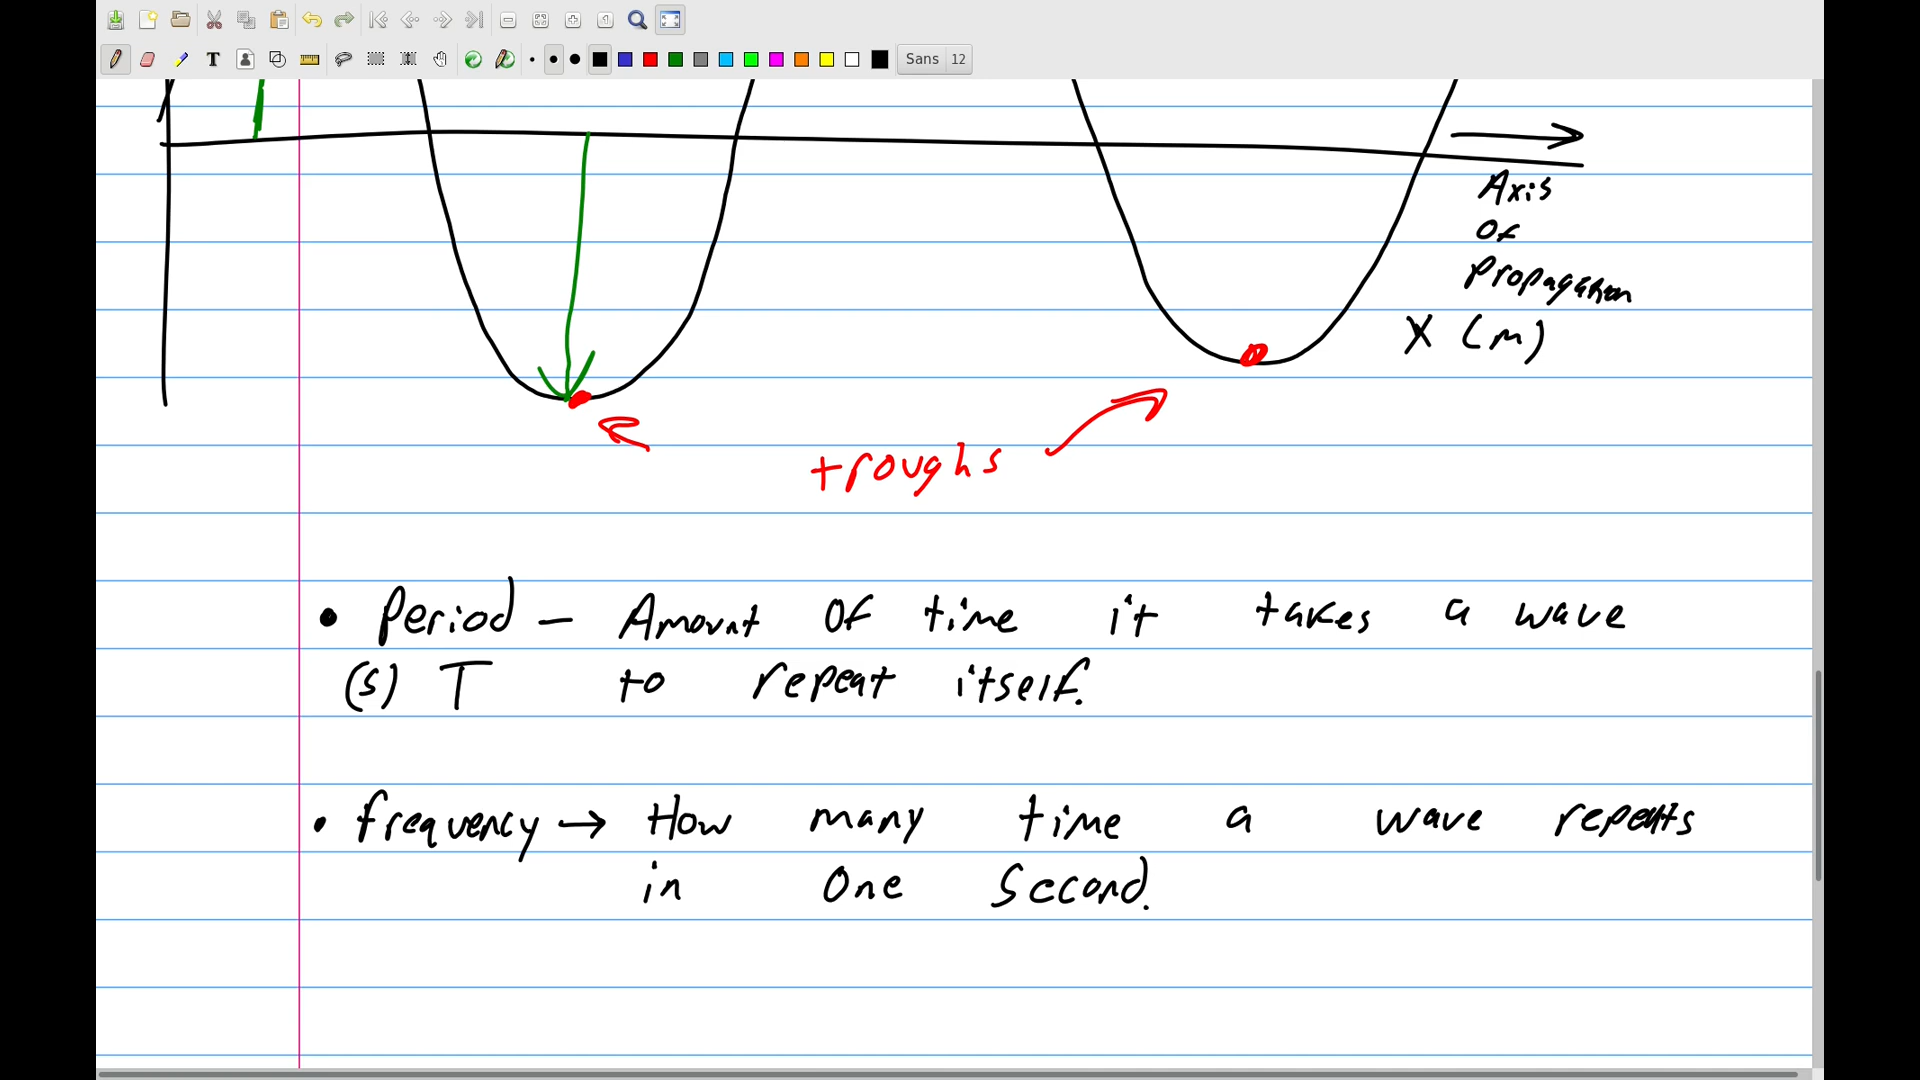 Sans 12
Axis
Of
Propagation
X (m)
troughs
• Period – Amount Of time it takes a wave
(s) T to repeat itself.
• frequency → How many time a wave repeats
in One Second.